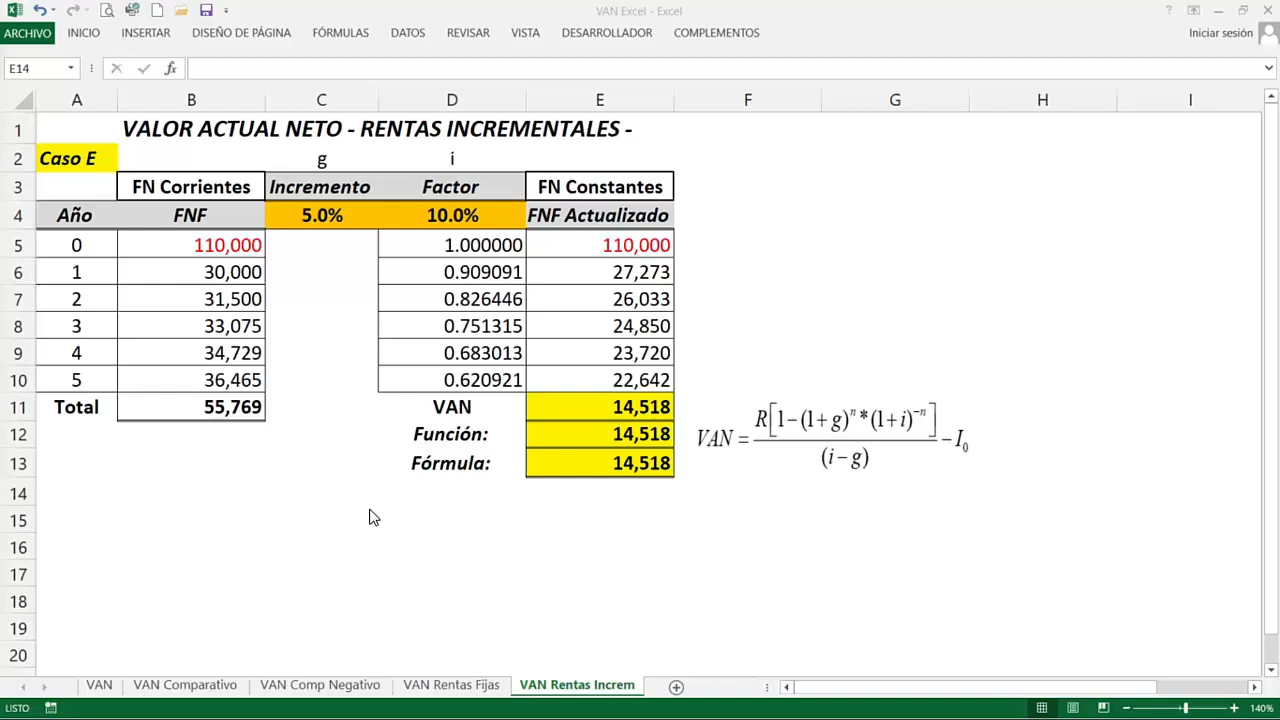 VAN Excel - Excel
ARCHIVO INICIO INSERTAR DISEÑO DE PÁGINA FÓRMULAS DATOS REVISAR VISTA DESARROLLADOR COMPLEMENTOS Iniciar sesión
E14 fx
A B C D E F G H I
1 VALOR ACTUAL NETO - RENTAS INCREMENTALES -
2 Caso E g i
3 FN Corrientes Incremento Factor FN Constantes
4 Año FNF 5.0% 10.0% FNF Actualizado
5 0 110,000 1.000000 110,000
6 1 30,000 0.909091 27,273
7 2 31,500 0.826446 26,033
8 3 33,075 0.751315 24,850
9 4 34,729 0.683013 23,720
10 5 36,465 0.620921 22,642
11 Total 55,769 VAN 14,518
12 Función: 14,518
13 Fórmula: 14,518
VAN = R[1-(1+g)^n*(1+i)^-n] / (i-g) - I0
14
15
16
17
18
19
20
VAN VAN Comparativo VAN Comp Negativo VAN Rentas Fijas VAN Rentas Increm
LISTO 140%